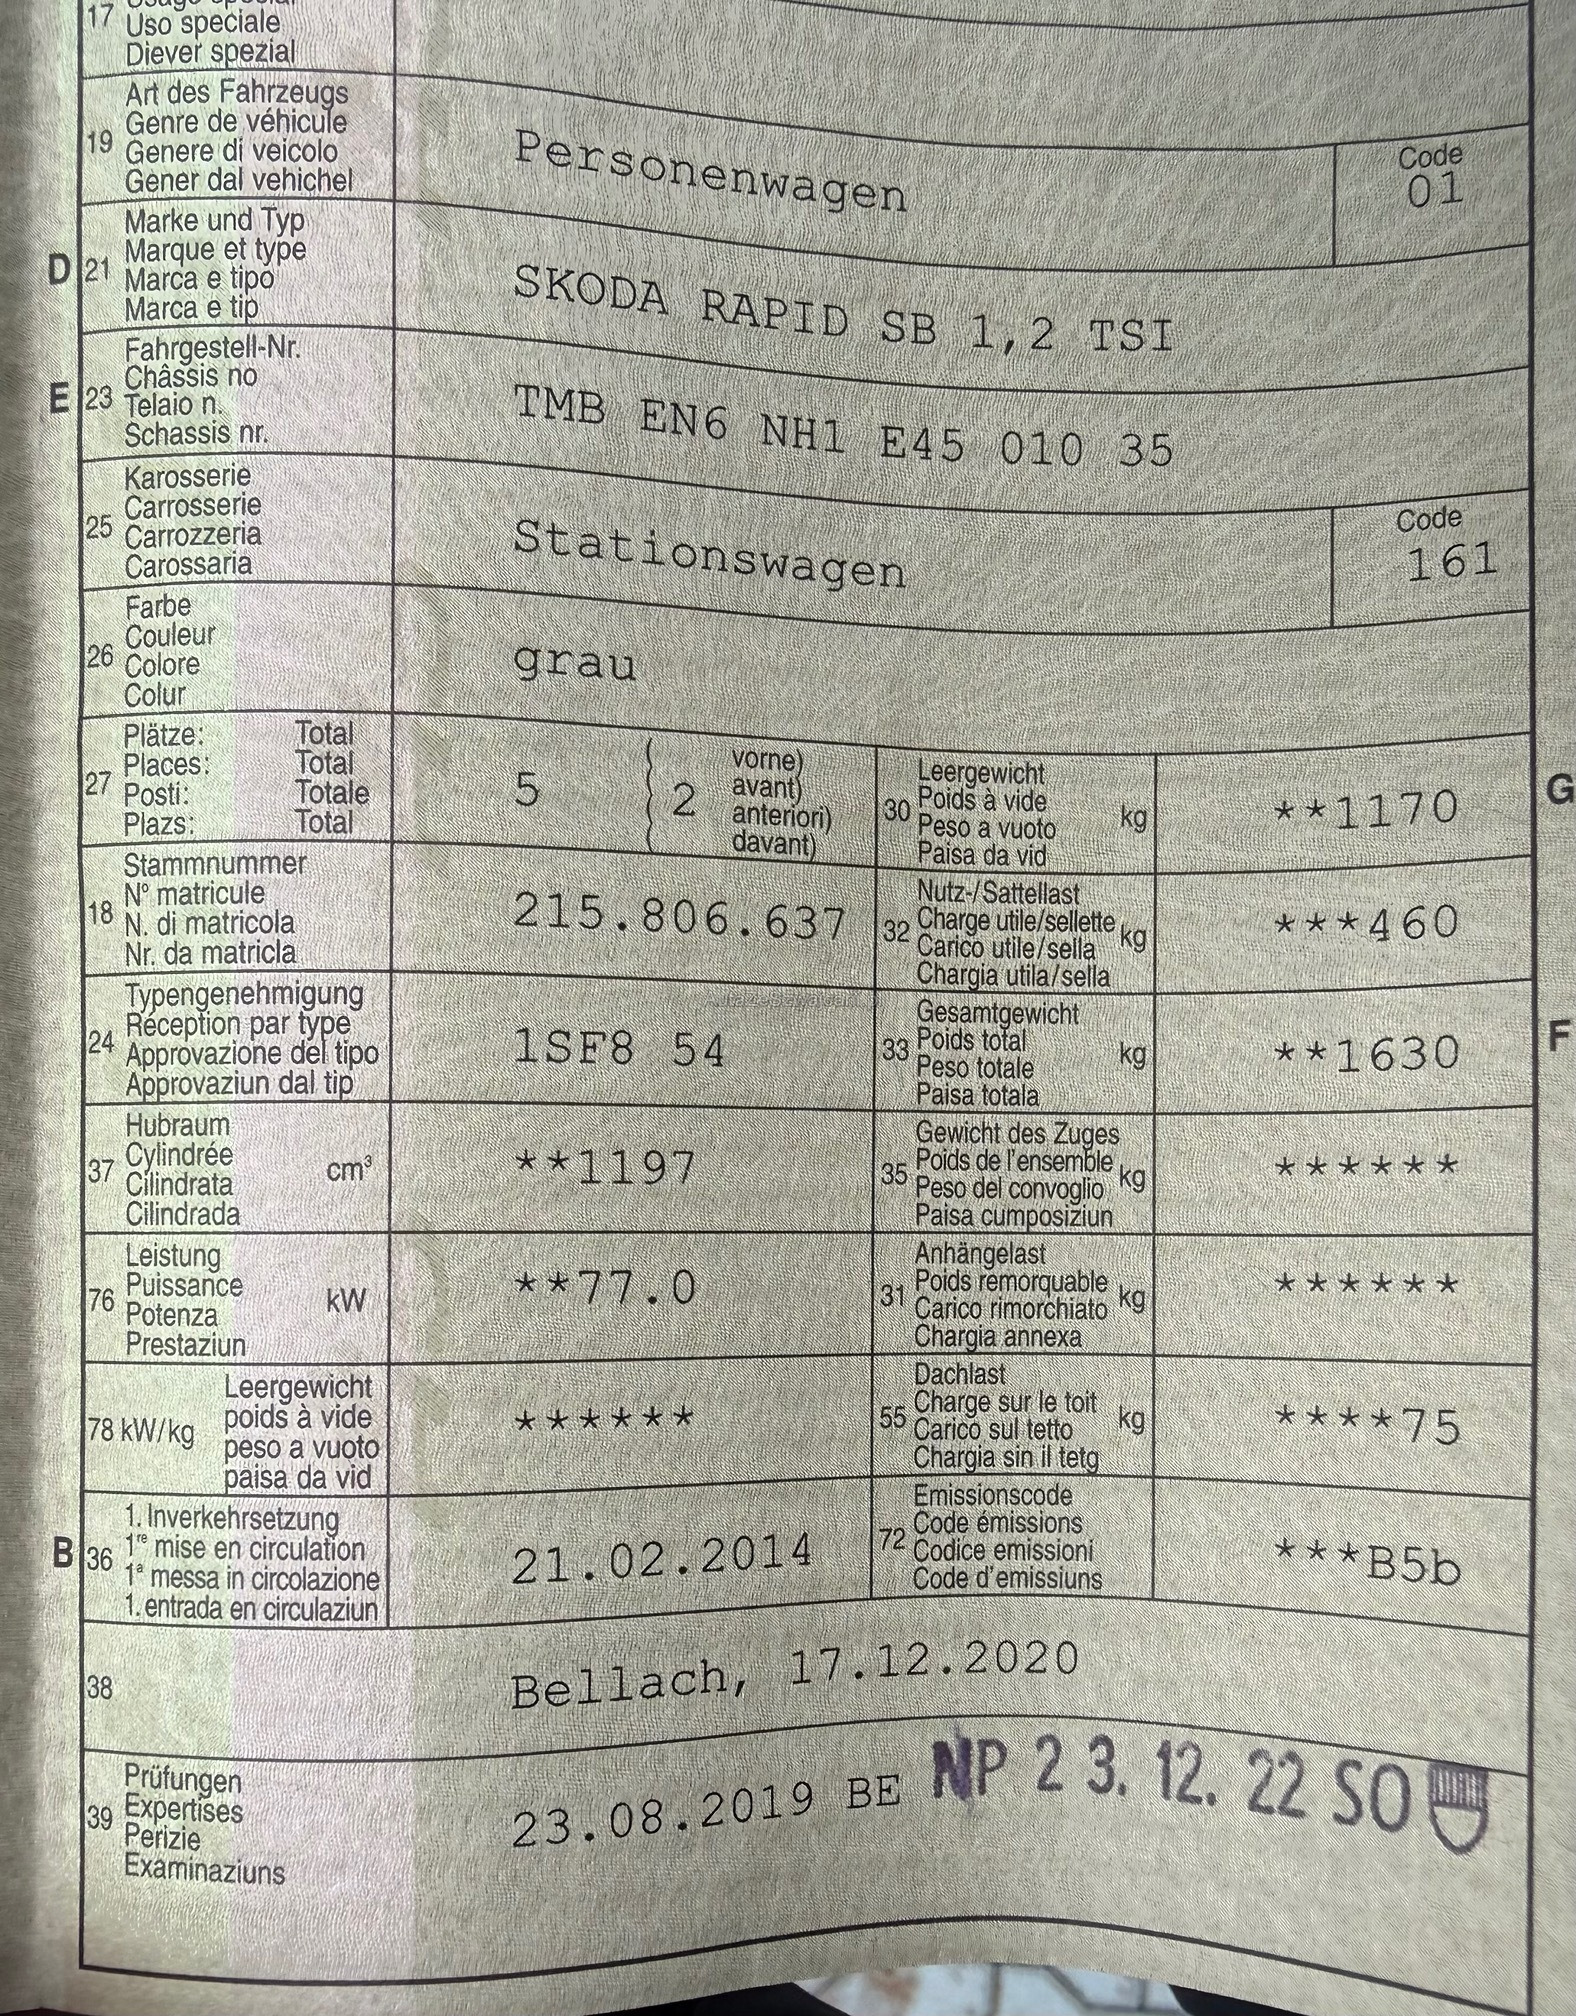 17 Uso speciale
Diever spezial
19 Art des Fahrzeugs
Genre de véhicule
Genere di veicolo
Gener dal vehichel
Personenwagen
Code
01
D 21 Marke und Typ
Marque et type
Marca e tipo
Marca e tip
SKODA RAPID SB 1,2 TSI
E 23 Fahrgestell-Nr.
Châssis no
Telaio n.
Schassis nr.
TMB EN6 NH1 E45 010 35
25 Karosserie
Carrosserie
Carrozzeria
Carossaria
Stationswagen
Code
161
26 Farbe
Couleur
Colore
Colur
grau
27 Plätze: Total
Places: Total
Posti: Totale
Plazs: Total
5 { 2 vorne)
avant)
anteriori)
davant)
30 Leergewicht
Poids à vide
Peso a vuoto
Paisa da vid
kg
**1170
G
18 Stammnummer
N° matricule
N. di matricola
Nr. da matricla
215.806.637
32 Nutz-/Sattellast
Charge utile/sellette
Carico utile/sella
Chargia utila/sella
kg
***460
24 Typengenehmigung
Réception par type
Approvazione del tipo
Approvaziun dal tip
1SF8 54
33 Gesamtgewicht
Poids total
Peso totale
Paisa totala
kg
**1630
F
37 Hubraum
Cylindrée
Cilindrata
Cilindrada
cm³
**1197
35 Gewicht des Zuges
Poids de l'ensemble
Peso del convoglio
Paisa cumposiziun
kg
******
76 Leistung
Puissance
Potenza
Prestaziun
kW
**77.0
31 Anhängelast
Poids remorquable
Carico rimorchiato
Chargia annexa
kg
******
78 kW/kg Leergewicht
poids à vide
peso a vuoto
paisa da vid
******
55 Dachlast
Charge sur le toit
Carico sul tetto
Chargia sin il tetg
kg
****75
B 36 1. Inverkehrsetzung
1re mise en circulation
1a messa in circolazione
1. entrada en circulaziun
21.02.2014
72 Emissionscode
Code émissions
Codice emissioni
Code d'emissiuns
***B5b
38
Bellach, 17.12.2020
39 Prüfungen
Expertises
Perizie
Examinaziuns
23.08.2019 BE NP 23.12.22 SO